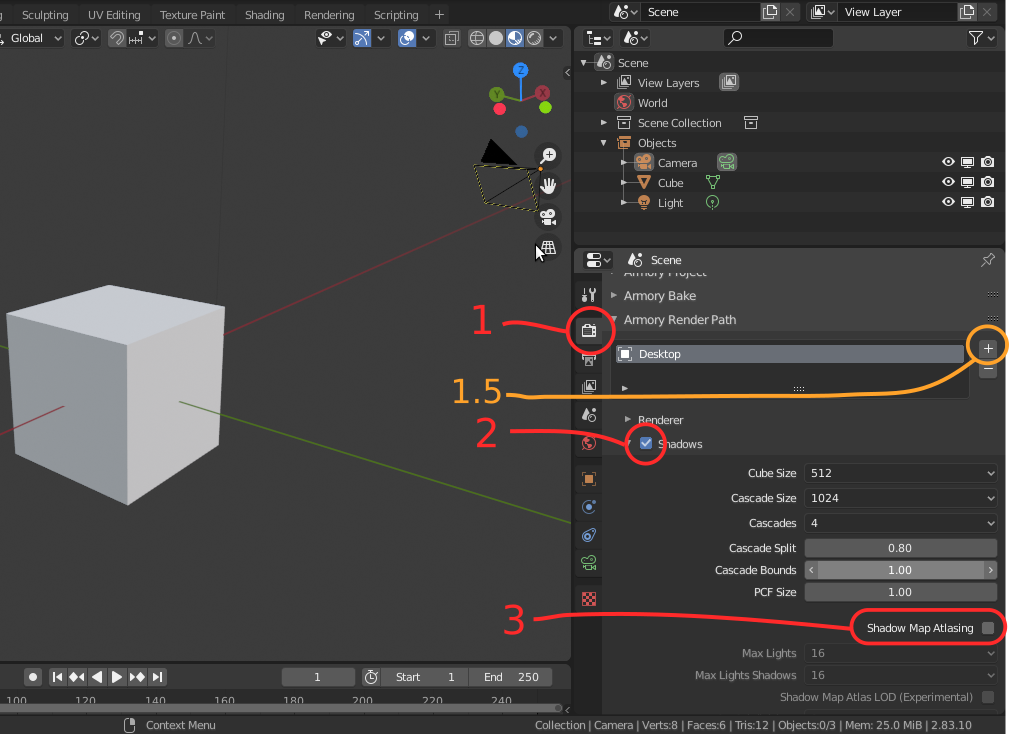 Sculpting UV Editing Texture Paint Shading Rendering Scripting +
Scene View Layer
Global
Z
Y X
Scene
View Layers
World
Scene Collection
Objects
Camera
Cube
Light
Scene
Armory Project
Armory Bake
1 Armory Render Path
Desktop
1.5
Renderer
2 Shadows
Cube Size 512
Cascade Size 1024
Cascades 4
Cascade Split 0.80
Cascade Bounds 1.00
PCF Size 1.00
3 Shadow Map Atlasing
Max Lights 16
Max Lights Shadows 16
Shadow Map Atlas LOD (Experimental)
1 Start 1 End 250
100 120 140 160 180 200 220 240
Context Menu
Collection | Camera | Verts:8 | Faces:6 | Tris:12 | Objects:0/3 | Mem: 25.0 MiB | 2.83.10